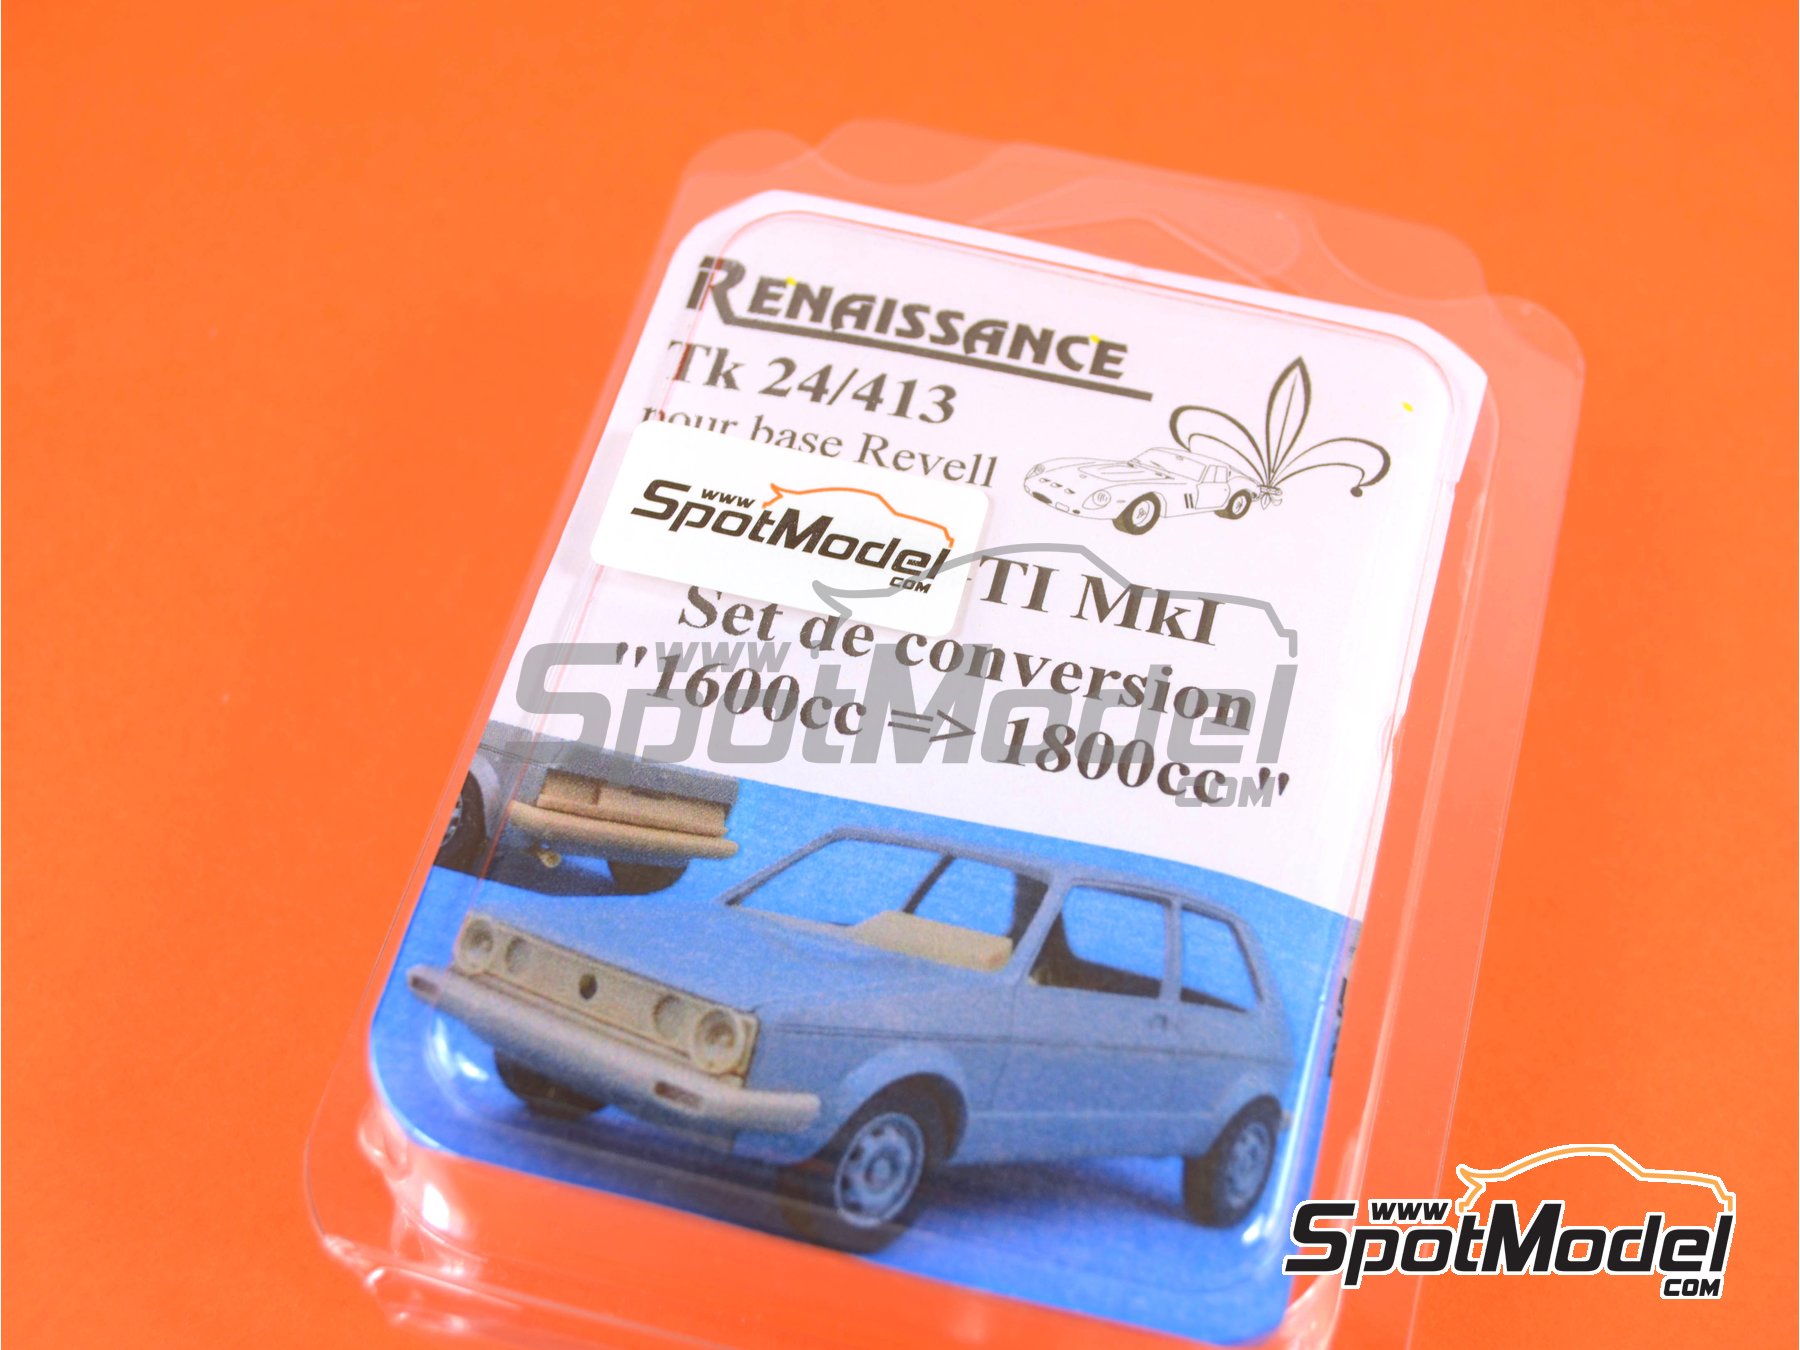 RENAISSANCE
Tk 24/413
pour base Revell
www
SpotModel
.COM
TI MkI
Set de conversion
"1600cc => 1800cc "
www
SpotModel
.COM
www
SpotModel
.COM